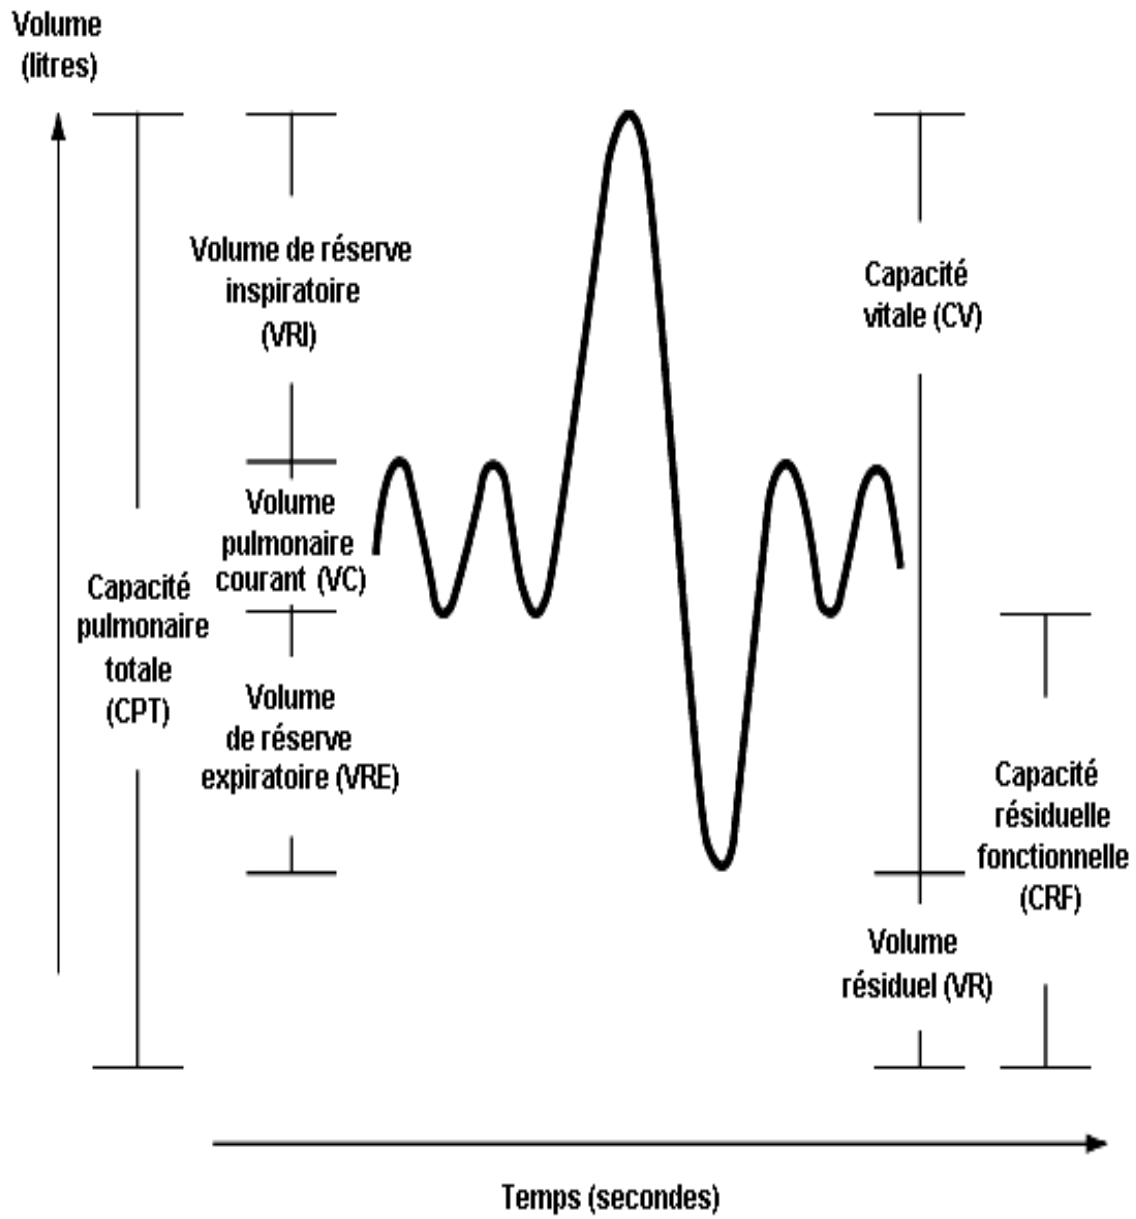 Volume
(litres)
Volume de réserve
inspiratoire
(VRI)
Capacité
vitale (CV)
Volume
pulmonaire
courant (VC)
Capacité
pulmonaire
totale
(CPT)
Volume
de réserve
expiratoire (VRE)
Capacité
résiduelle
fonctionnelle
(CRF)
Volume
résiduel (VR)
Temps (secondes)